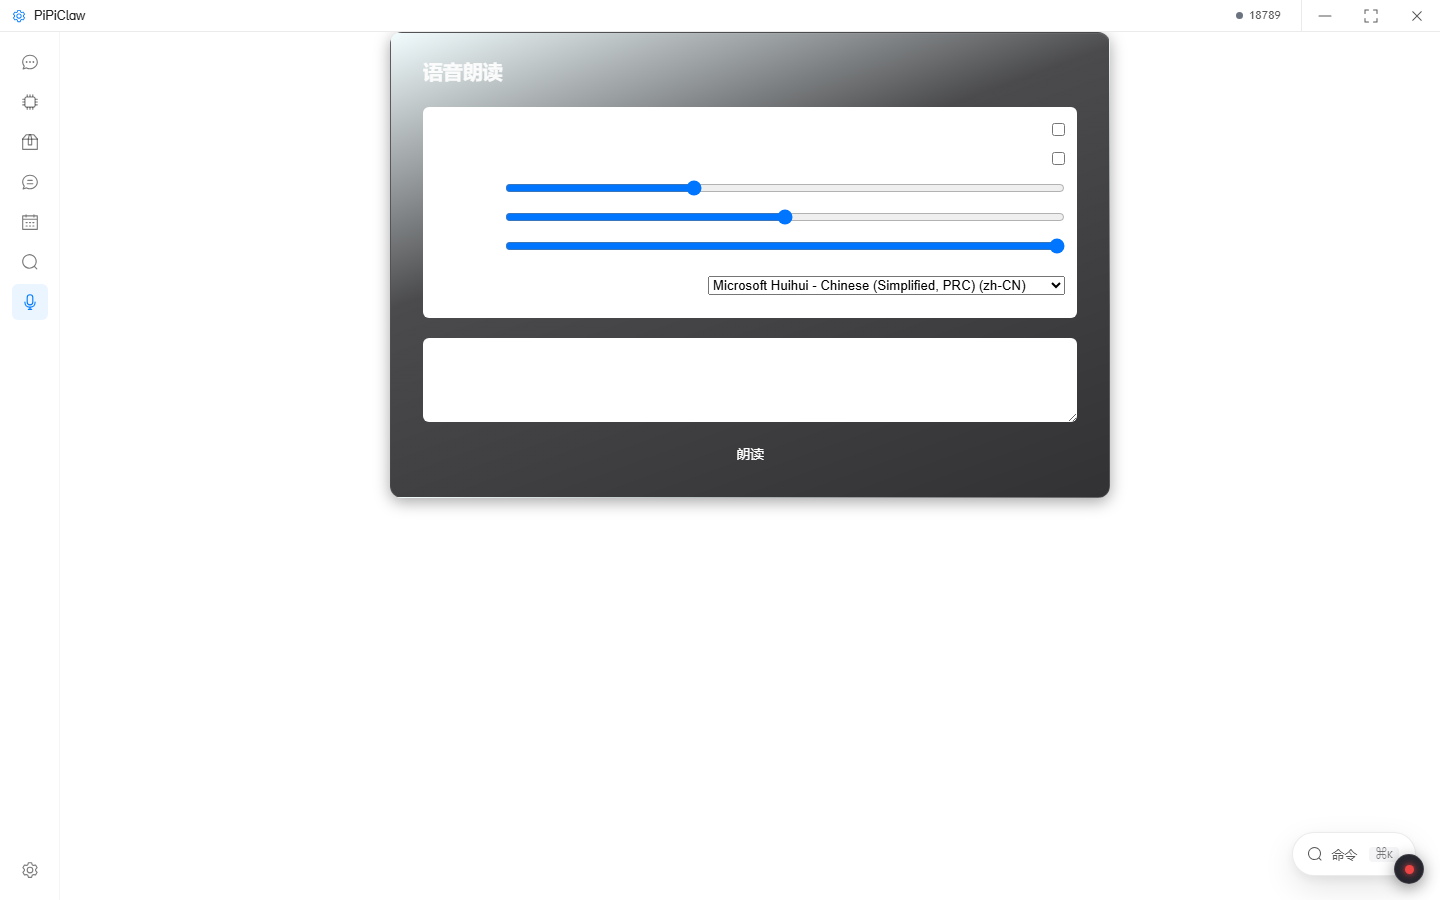 PiPiClaw
18789
语音朗读
Microsoft Huihui - Chinese (Simplified, PRC) (zh-CN)
朗读
命令 ⌘K